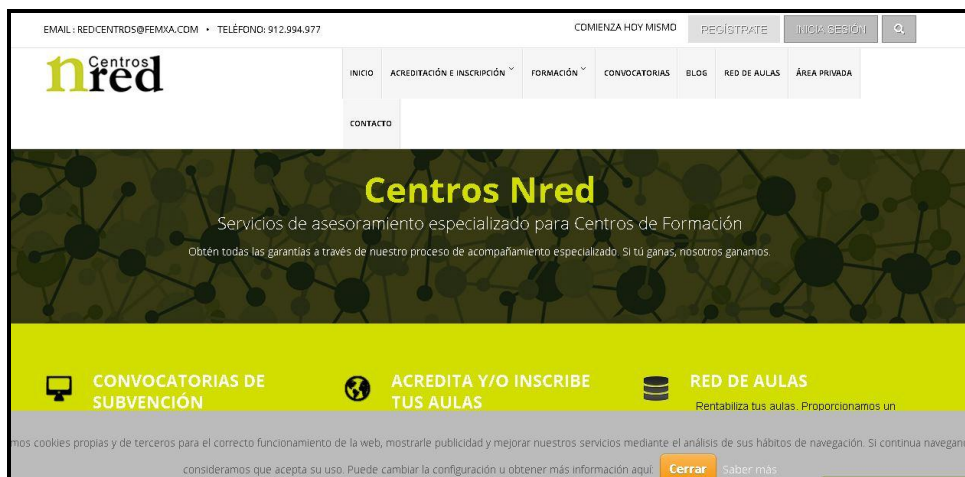 EMAIL : REDCENTROS@FEMXA.COM • TELÉFONO: 912.994.977
COMIENZA HOY MISMO REGÍSTRATE INICIA SESIÓN
Centros
nred
INICIO ACREDITACIÓN E INSCRIPCIÓN FORMACIÓN CONVOCATORIAS BLOG RED DE AULAS ÁREA PRIVADA
CONTACTO
Centros Nred
Servicios de asesoramiento especializado para Centros de Formación
Obtén todas las garantías a través de nuestro proceso de acompañamiento especializado. Si tú ganas, nosotros ganamos.
CONVOCATORIAS DE
SUBVENCIÓN
ACREDITA Y/O INSCRIBE
TUS AULAS
RED DE AULAS
Rentabiliza tus aulas. Proporcionamos un
mos cookies propias y de terceros para el correcto funcionamiento de la web, mostrarle publicidad y mejorar nuestros servicios mediante el análisis de sus hábitos de navegación. Si continua navegan
consideramos que acepta su uso. Puede cambiar la configuración u obtener más información aquí: Cerrar Saber más